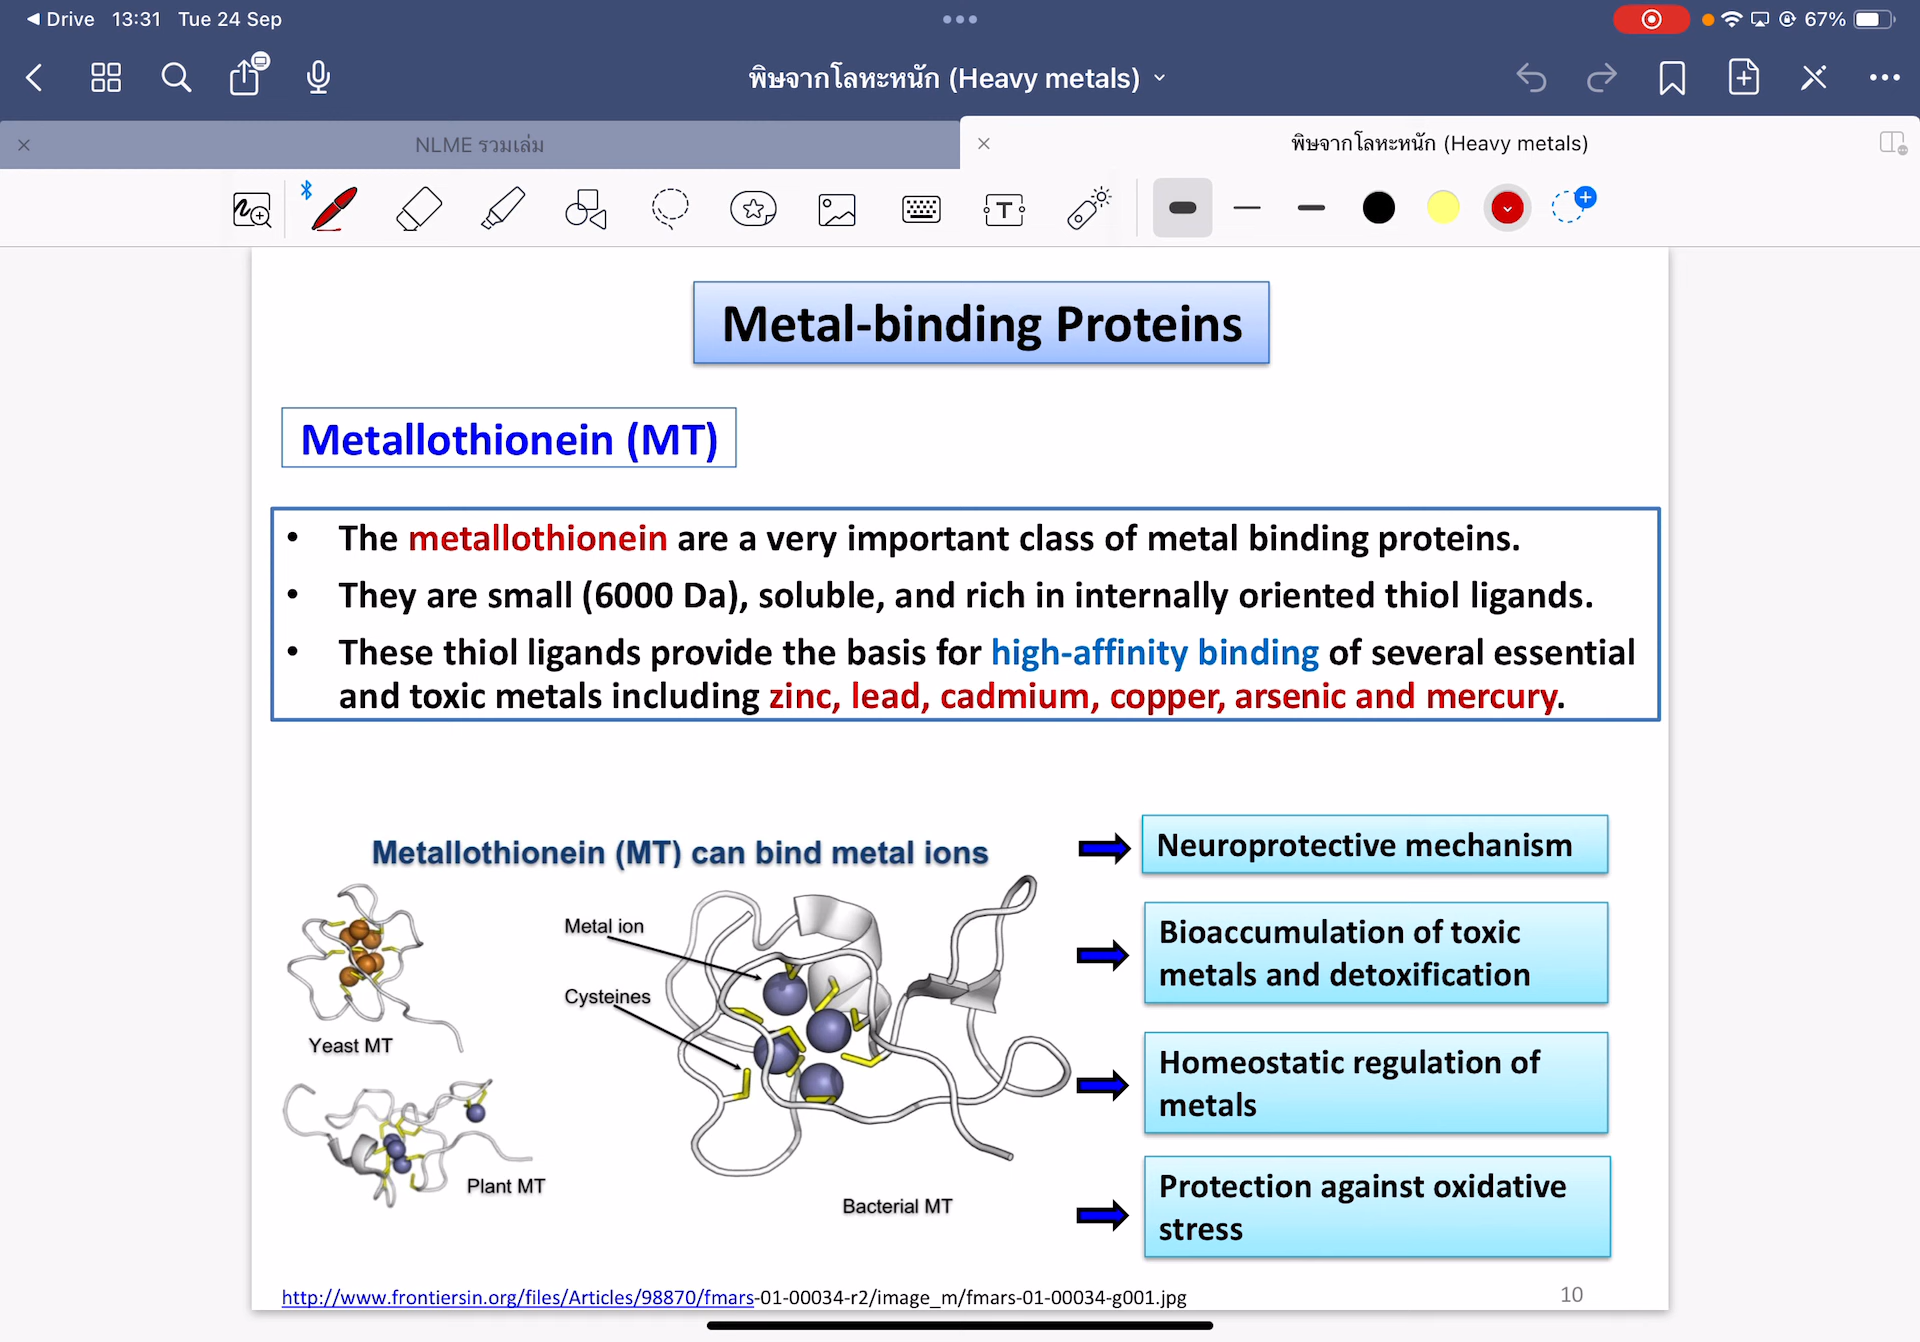 Drive 13:31 Tue 24 Sep
67%
พิษจากโลหะหนัก (Heavy metals)
NLME รวมเล่ม
พิษจากโลหะหนัก (Heavy metals)
Metal-binding Proteins
Metallothionein (MT)
• The metallothionein are a very important class of metal binding proteins.
• They are small (6000 Da), soluble, and rich in internally oriented thiol ligands.
• These thiol ligands provide the basis for high-affinity binding of several essential
and toxic metals including zinc, lead, cadmium, copper, arsenic and mercury.
Metallothionein (MT) can bind metal ions
Metal ion
Cysteines
Yeast MT
Plant MT
Bacterial MT
Neuroprotective mechanism
Bioaccumulation of toxic
metals and detoxification
Homeostatic regulation of
metals
Protection against oxidative
stress
http://www.frontiersin.org/files/Articles/98870/fmars-01-00034-r2/image_m/fmars-01-00034-g001.jpg
10